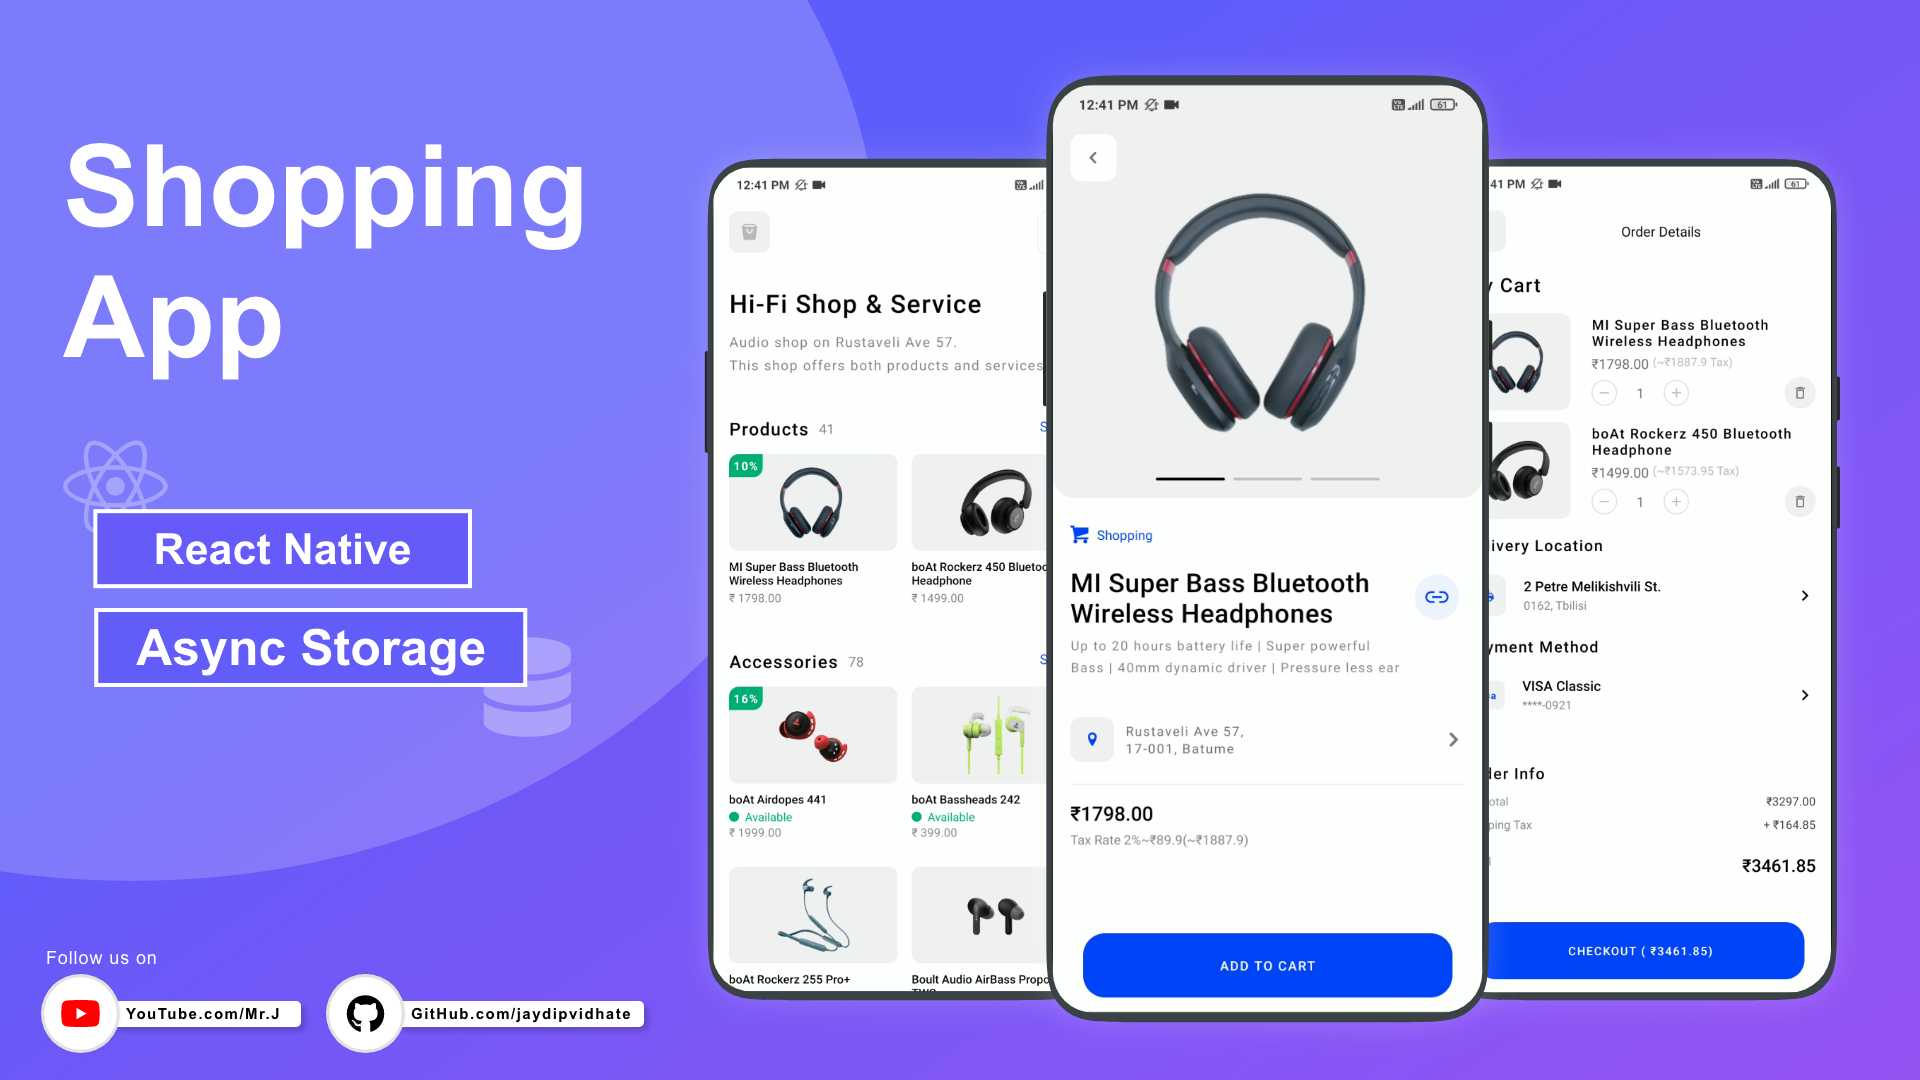 Shopping
App
React Native
Async Storage
Follow us on
YouTube.com/Mr.J
GitHub.com/jaydipvidhate
12:41 PM
Hi-Fi Shop & Service
Audio shop on Rustaveli Ave 57.
This shop offers both products and services
Products 41
S
10%
MI Super Bass Bluetooth
Wireless Headphones
₹ 1798.00
boAt Rockerz 450 Bluetoo
Headphone
₹ 1499.00
Accessories 78
S
16%
boAt Airdopes 441
Available
₹ 1999.00
boAt Bassheads 242
Available
₹ 399.00
boAt Rockerz 255 Pro+
Boult Audio AirBass Propo
12:41 PM
61
Shopping
MI Super Bass Bluetooth
Wireless Headphones
Up to 20 hours battery life | Super powerful
Bass | 40mm dynamic driver | Pressure less ear
Rustaveli Ave 57,
17-001, Batume
₹1798.00
Tax Rate 2%~₹89.9(~₹1887.9)
ADD TO CART
41 PM
61
Order Details
y Cart
MI Super Bass Bluetooth
Wireless Headphones
₹1798.00 (~₹1887.9 Tax)
1
boAt Rockerz 450 Bluetooth
Headphone
₹1499.00 (~₹1573.95 Tax)
1
ivery Location
2 Petre Melikishvili St.
0162, Tbilisi
yment Method
VISA Classic
****-0921
der Info
otal ₹3297.00
ping Tax + ₹164.85
₹3461.85
CHECKOUT ( ₹3461.85)